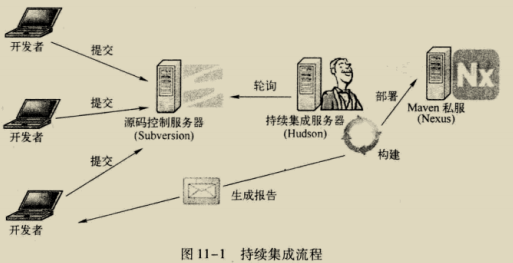 开发者
提交
开发者
提交
开发者
提交
源码控制服务器
(Subversion)
轮询
持续集成服务器
(Hudson)
部署
Nx
Maven 私服
(Nexus)
构建
生成报告
图 11-1 持续集成流程